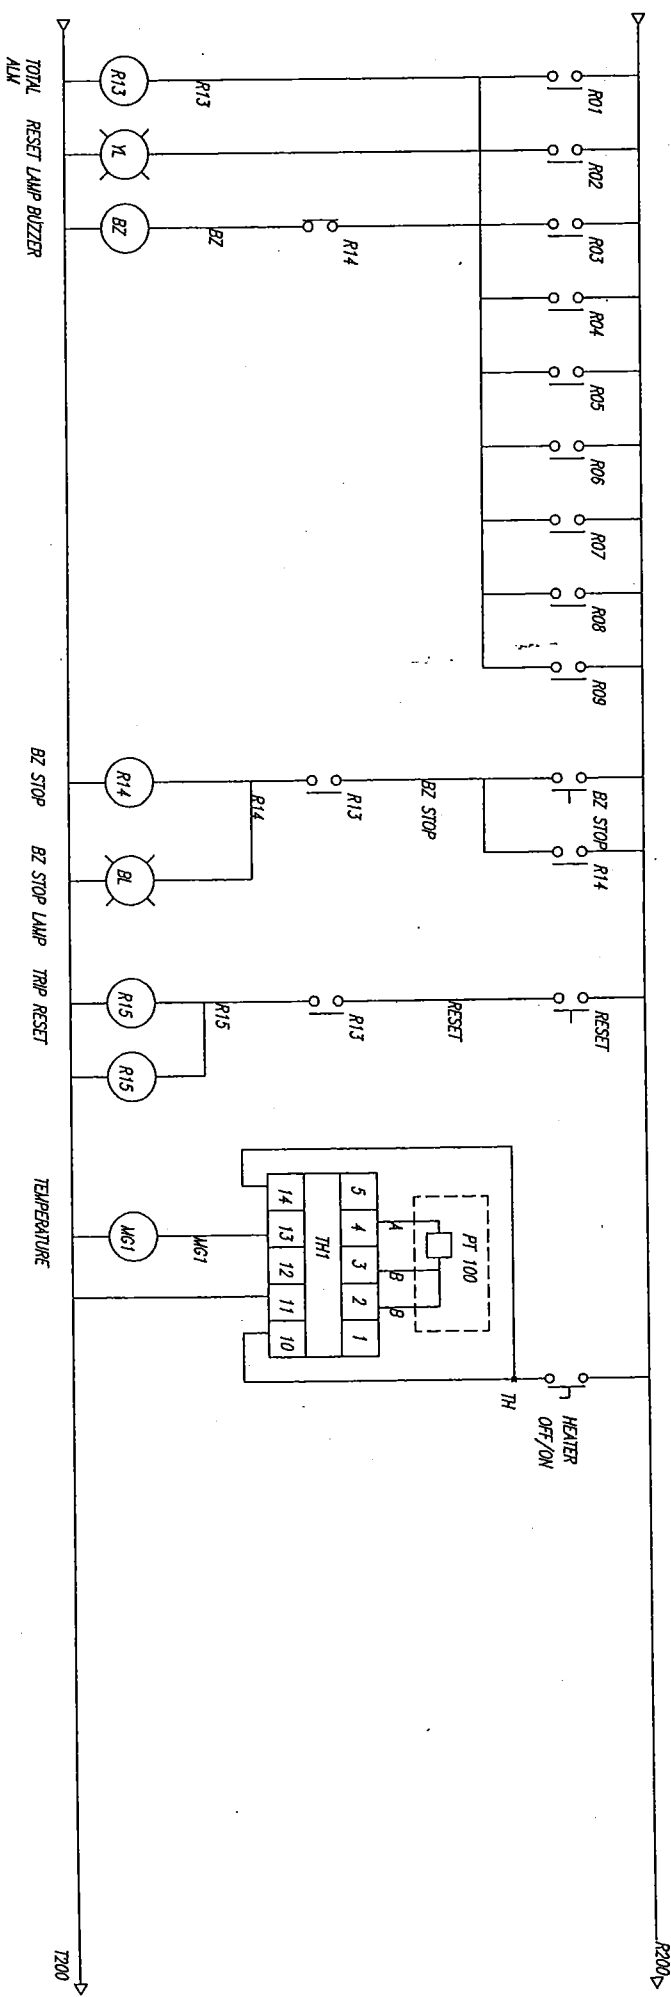 R200
R01
R02
R03
R04
R05
R06
R07
R08
R09
BZ STOP
R14
RESET
HEATER
OFF/ON
R13
BZ
R14
BZ STOP
R13
R14
RESET
R13
R15
TH
PT 100
A
B
B
5
4
3
2
1
TH1
14
13
12
11
10
MG1
R13
YL
BZ
R14
BL
R15
R15
MG1
TOTAL
ALM
RESET LAMP
BUZZER
BZ STOP
BZ STOP LAMP
TRIP RESET
TEMPERATURE
T200